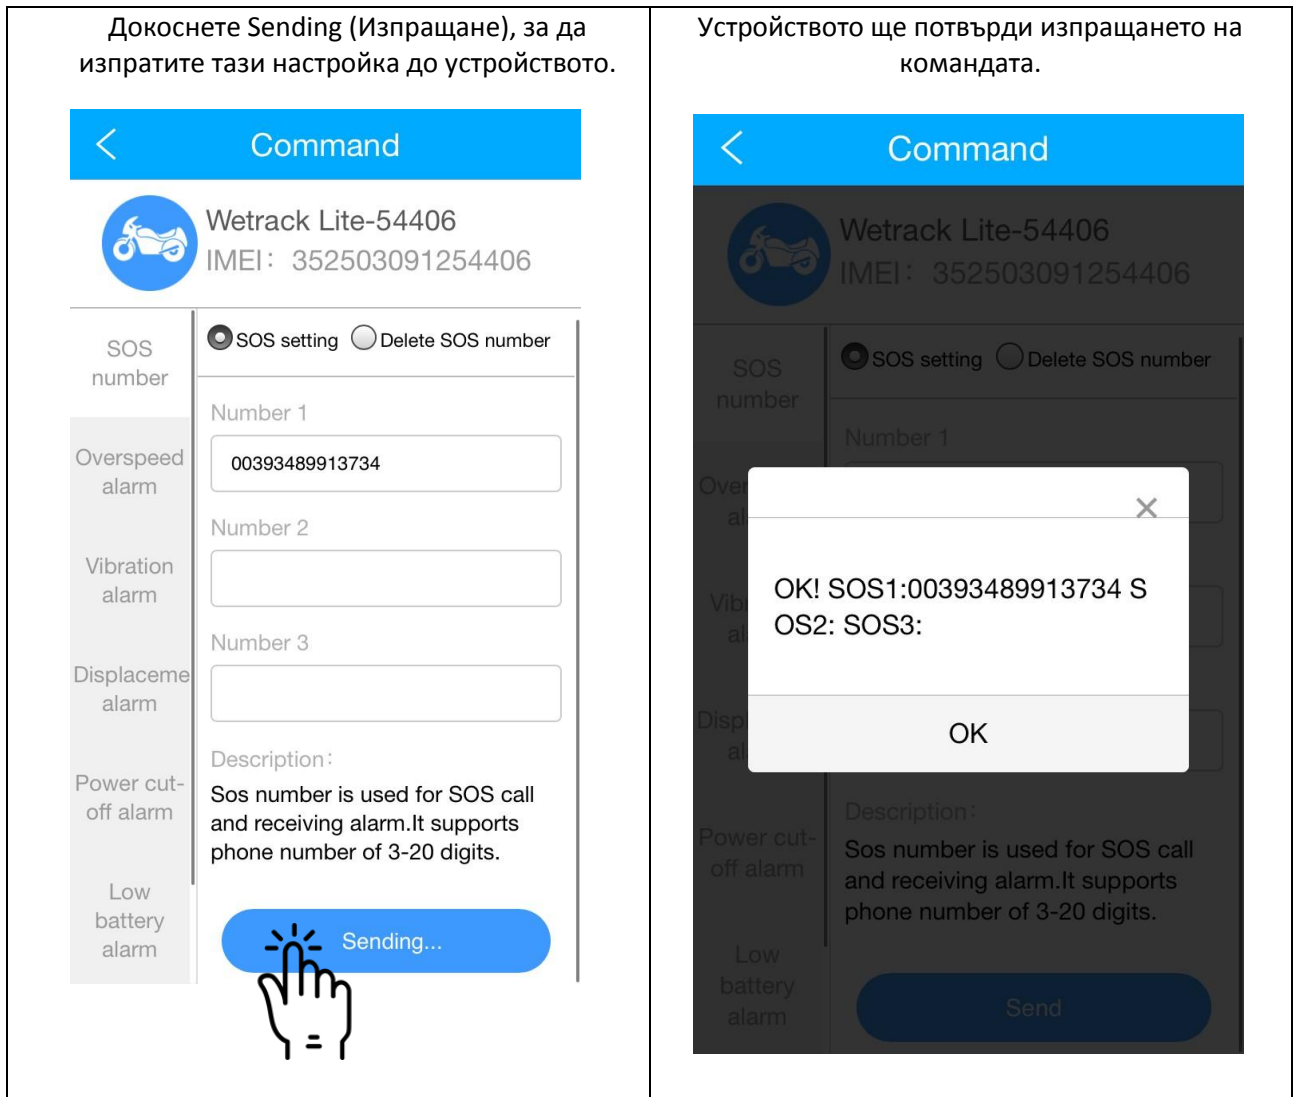 Докоснете Sending (Изпращане), за да
изпратите тази настройка до устройството.
Command
Wetrack Lite-54406
IMEI: 352503091254406
SOS
number
Overspeed
alarm
Vibration
alarm
Displaceme
alarm
Power cut-
off alarm
Low
battery
alarm
SOS setting Delete SOS number
Number 1
00393489913734
Number 2
Number 3
Description:
Sos number is used for SOS call
and receiving alarm.It supports
phone number of 3-20 digits.
Sending...
Устройството ще потвърди изпращането на
командата.
Command
Wetrack Lite-54406
IMEI: 352503091254406
SOS
number
Over
al
Vib
al
Disp
al
Power cut-
off alarm
Low
battery
alarm
SOS setting Delete SOS number
Number 1
OK! SOS1:00393489913734 S
OS2: SOS3:
OK
Description:
Sos number is used for SOS call
and receiving alarm.It supports
phone number of 3-20 digits.
Send